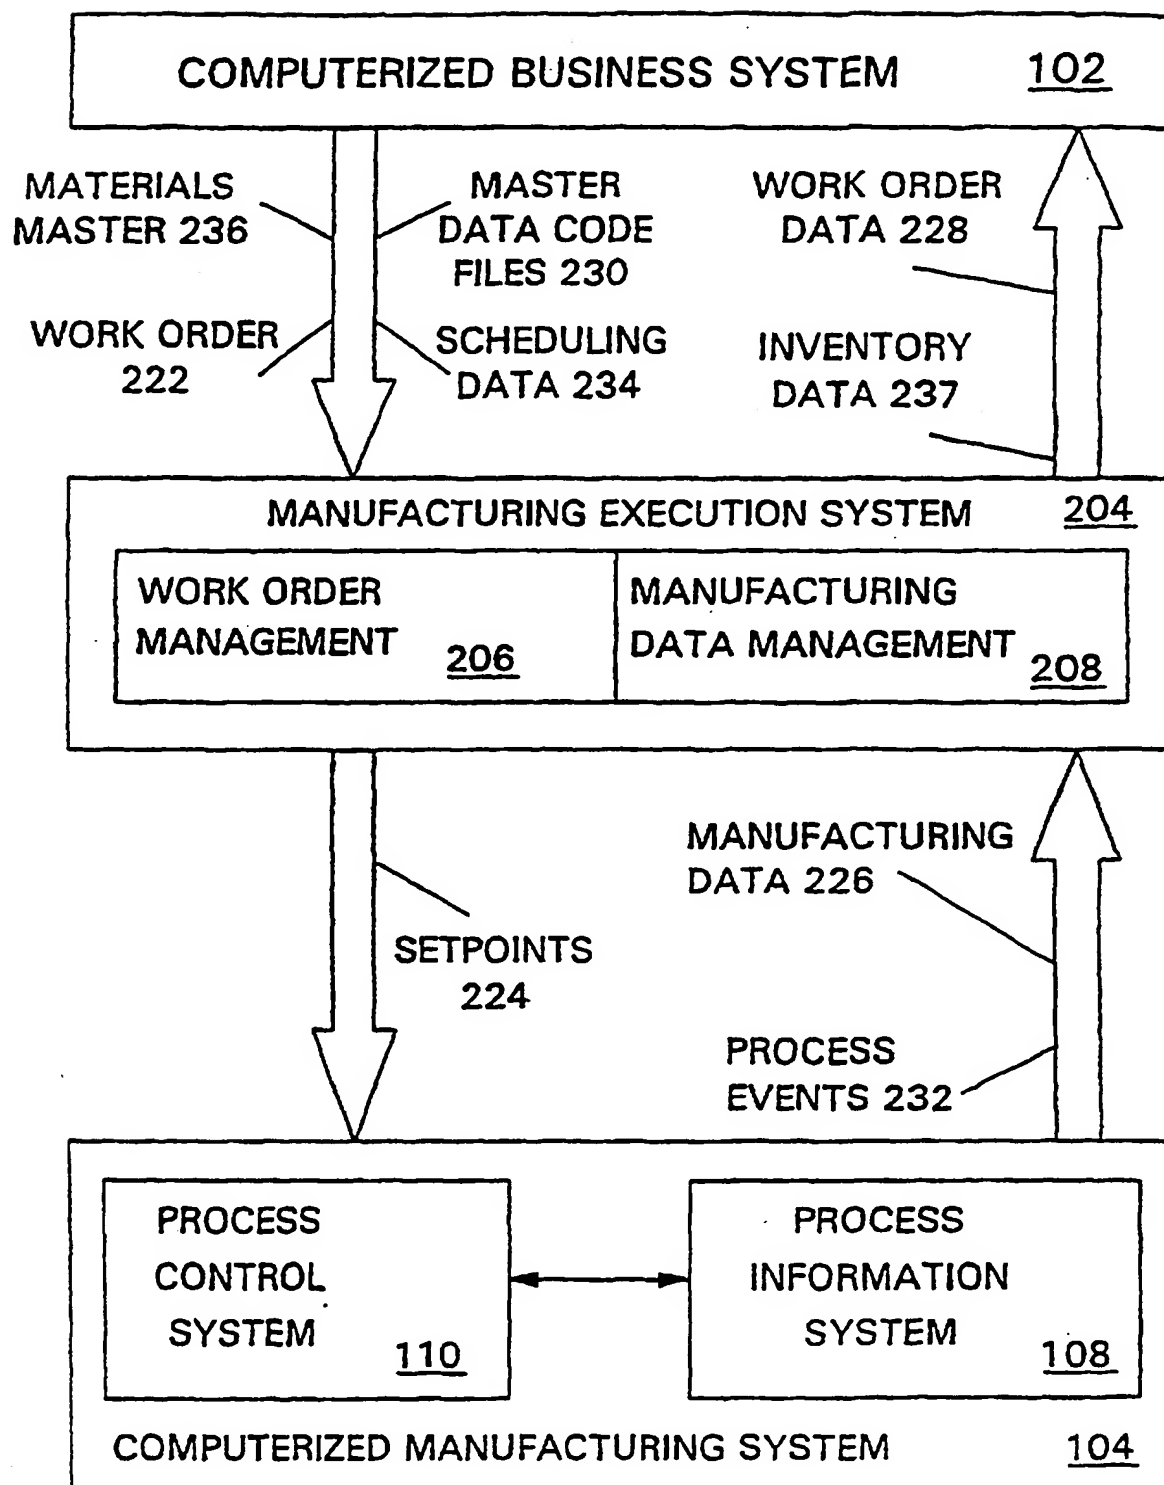 COMPUTERIZED BUSINESS SYSTEM 102
MATERIALS
MASTER 236
MASTER
DATA CODE
FILES 230
WORK ORDER
DATA 228
WORK ORDER
222
SCHEDULING
DATA 234
INVENTORY
DATA 237
MANUFACTURING EXECUTION SYSTEM 204
WORK ORDER
MANAGEMENT 206
MANUFACTURING
DATA MANAGEMENT 208
MANUFACTURING
DATA 226
SETPOINTS
224
PROCESS
EVENTS 232
PROCESS
CONTROL
SYSTEM 110
PROCESS
INFORMATION
SYSTEM 108
COMPUTERIZED MANUFACTURING SYSTEM 104